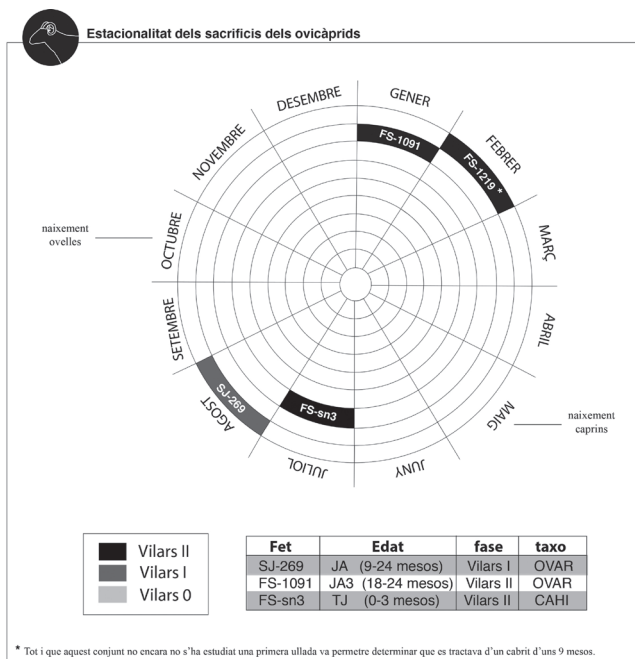 Estacionalitat dels sacrificis dels ovicàprids
DESEMBRE
GENER
FEBRER
MARÇ
ABRIL
MAIG
JUNY
JULIOL
AGOST
SETEMBRE
OCTUBRE
NOVEMBRE
FS-1091
FS-1219 *
SJ-269
FS-sn3
naixement
ovelles
naixement
caprins
Vilars II
Vilars I
Vilars 0
Fet Edat fase taxo
SJ-269 JA (9-24 mesos) Vilars I OVAR
FS-1091 JA3 (18-24 mesos) Vilars II OVAR
FS-sn3 TJ (0-3 mesos) Vilars II CAHI
* Tot i que aquest conjunt no encara no s'ha estudiat una primera ullada va permetre determinar que es tractava d'un cabrit d'uns 9 mesos.